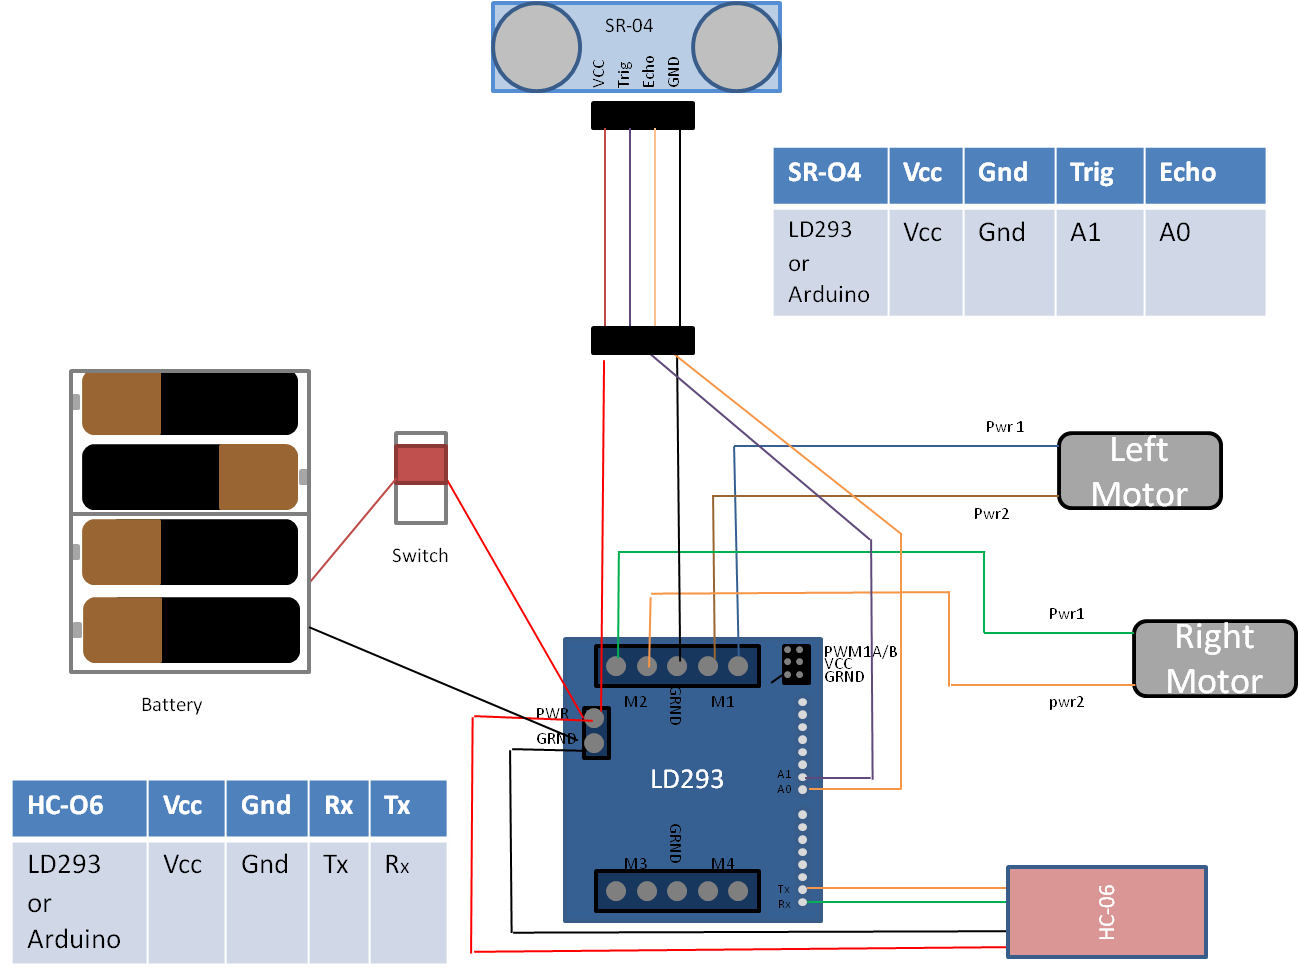 SR-04
VCC
Trig
Echo
GND
SR-O4 Vcc Gnd Trig Echo
LD293
or
Arduino
Vcc Gnd A1 A0
Pwr 1
Left
Motor
Pwr2
Switch
Pwr1
Right
Motor
pwr2
Battery
PWM1A/B
VCC
GRND
M2
GRND
M1
PWR
GRND
LD293
A1
A0
HC-O6 Vcc Gnd Rx Tx
LD293
or
Arduino
Vcc Gnd Tx Rx
M3
GRND
M4
Tx
Rx
HC-06